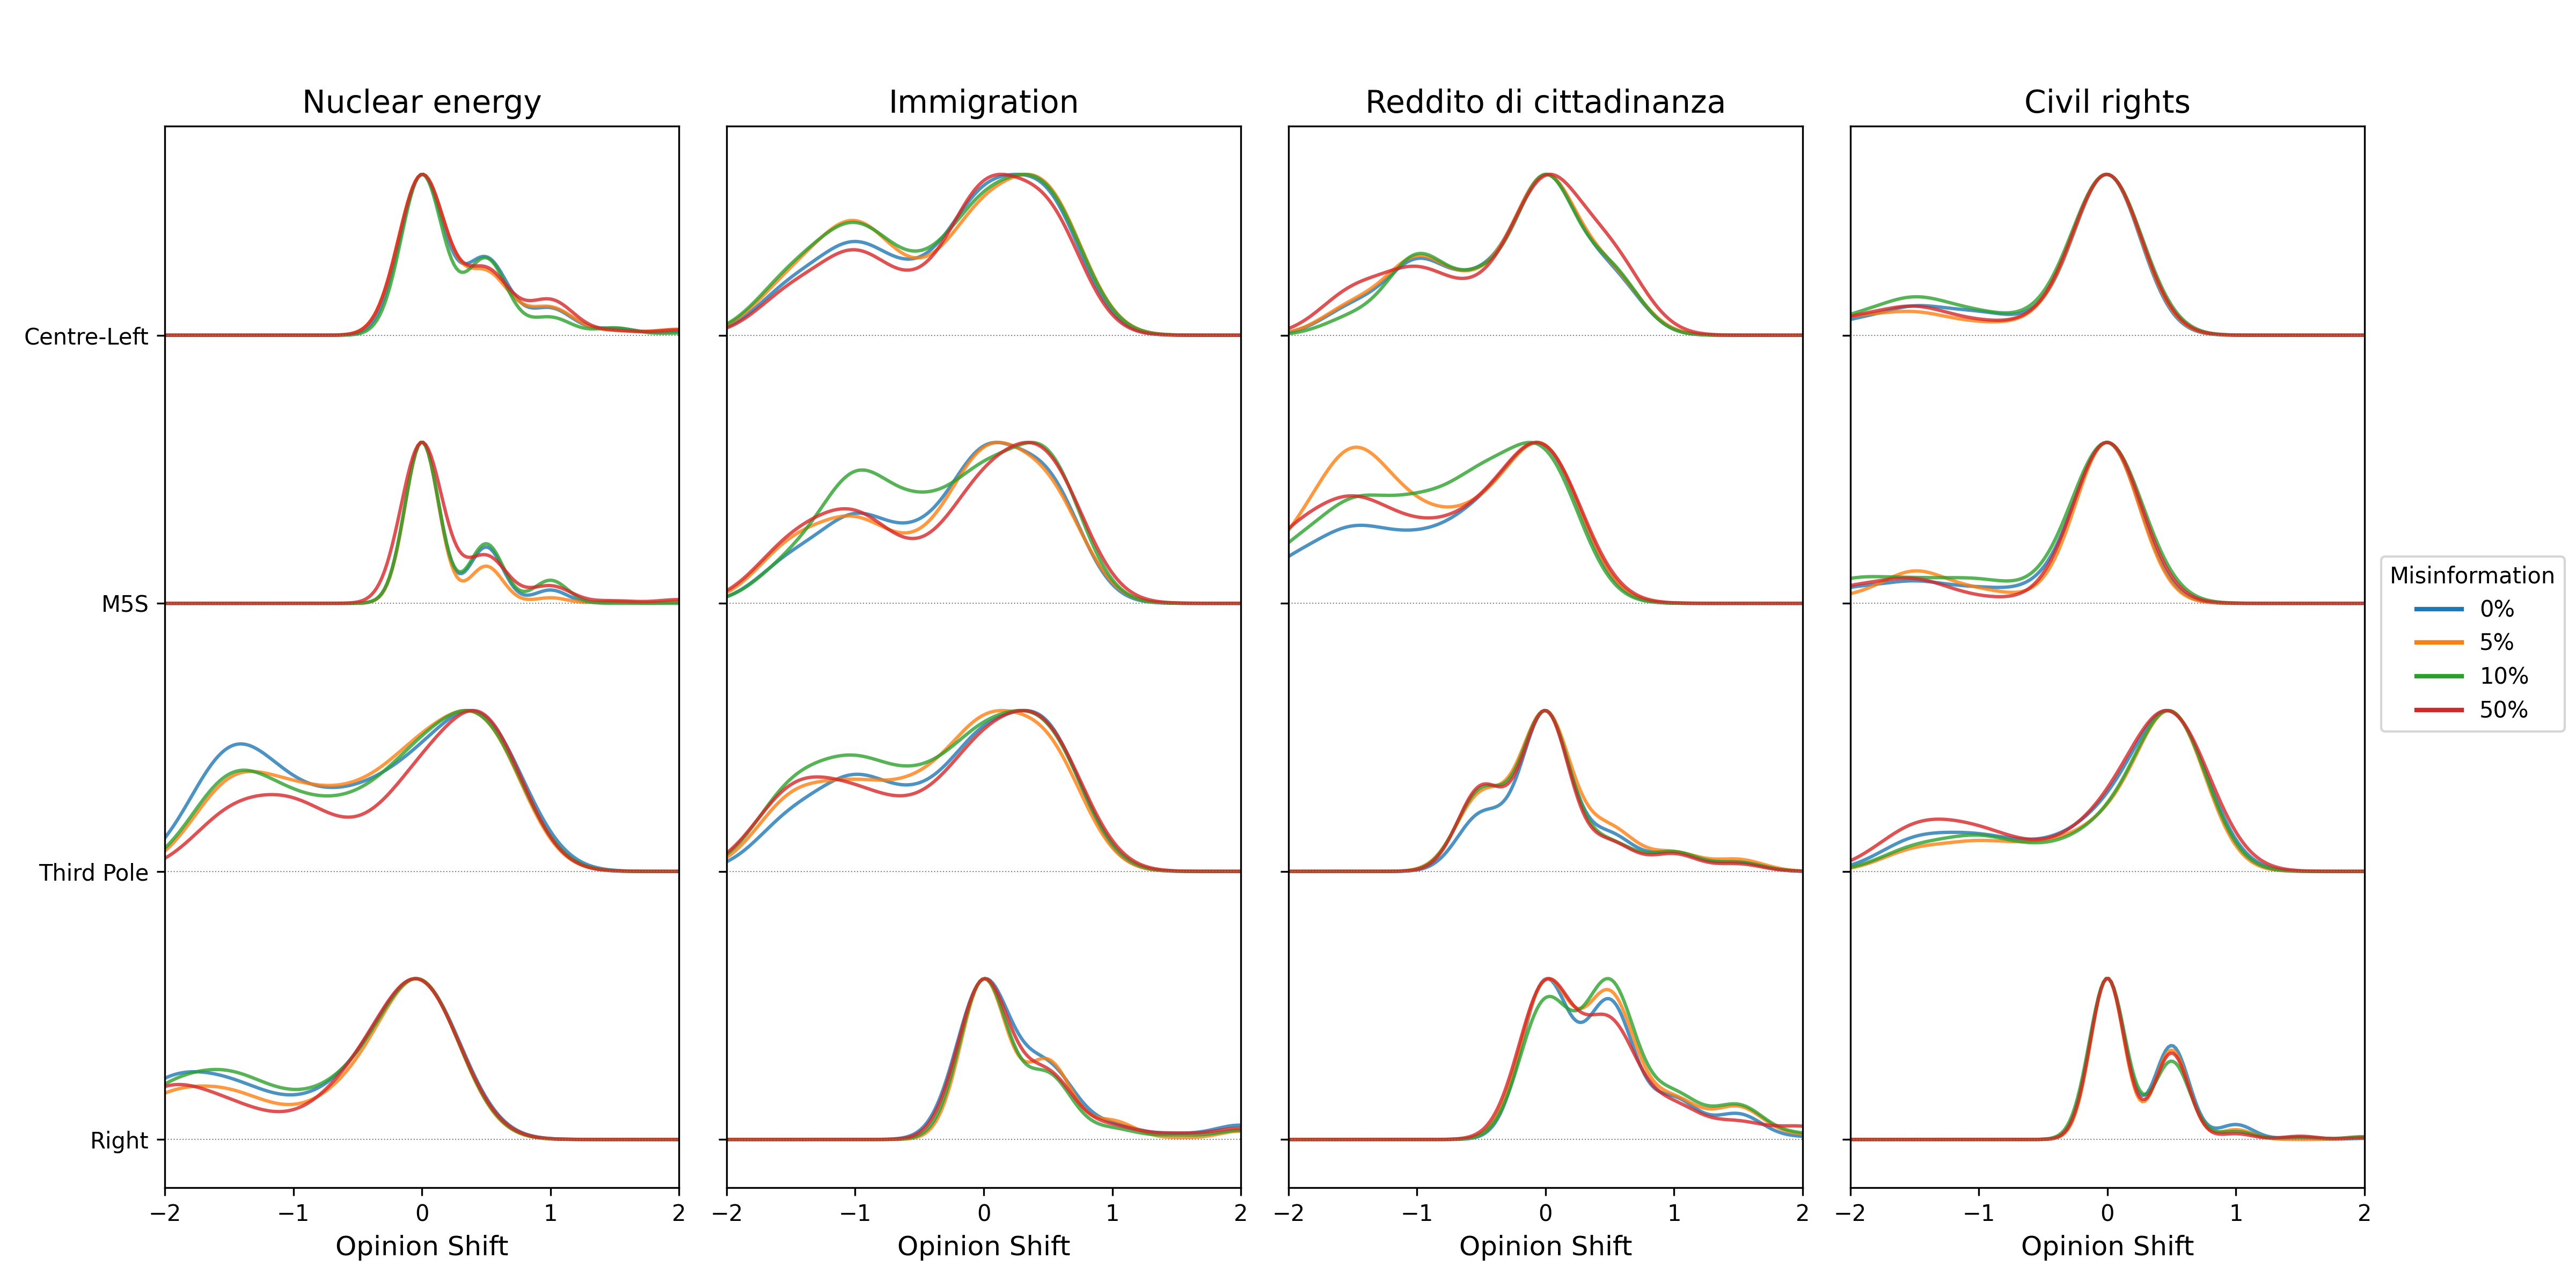 Nuclear energy
Immigration
Reddito di cittadinanza
Civil rights
Centre-Left
M5S
Third Pole
Right
Misinformation
0%
5%
10%
50%
−2 −1 0 1 2
−2 −1 0 1 2
−2 −1 0 1 2
−2 −1 0 1 2
Opinion Shift
Opinion Shift
Opinion Shift
Opinion Shift